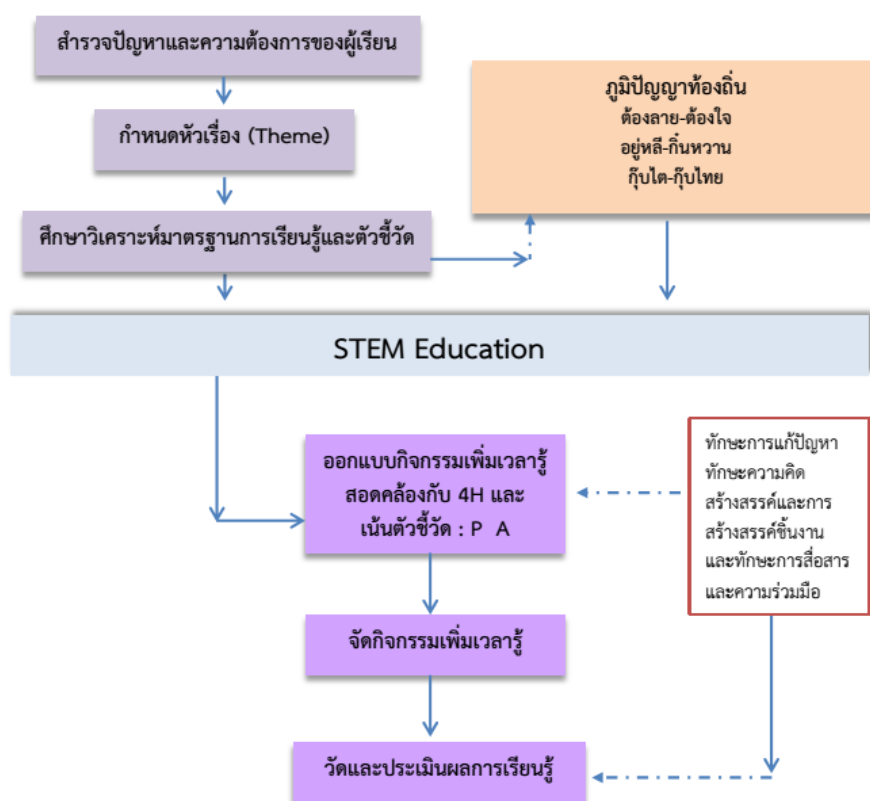 สำรวจปัญหาและความต้องการของผู้เรียน
กำหนดหัวเรื่อง (Theme)
ศึกษาวิเคราะห์มาตรฐานการเรียนรู้และตัวชี้วัด
ภูมิปัญญาท้องถิ่น
ต้องลาย-ต้องใจ
อยู่หลี-กิ๋นหวาน
กุ๊บไต-กุ๊บไทย
STEM Education
ออกแบบกิจกรรมเพิ่มเวลารู้
สอดคล้องกับ 4H และ
เน้นตัวชี้วัด : P A
ทักษะการแก้ปัญหา
ทักษะความคิด
สร้างสรรค์และการ
สร้างสรรค์ชิ้นงาน
และทักษะการสื่อสาร
และความร่วมมือ
จัดกิจกรรมเพิ่มเวลารู้
วัดและประเมินผลการเรียนรู้